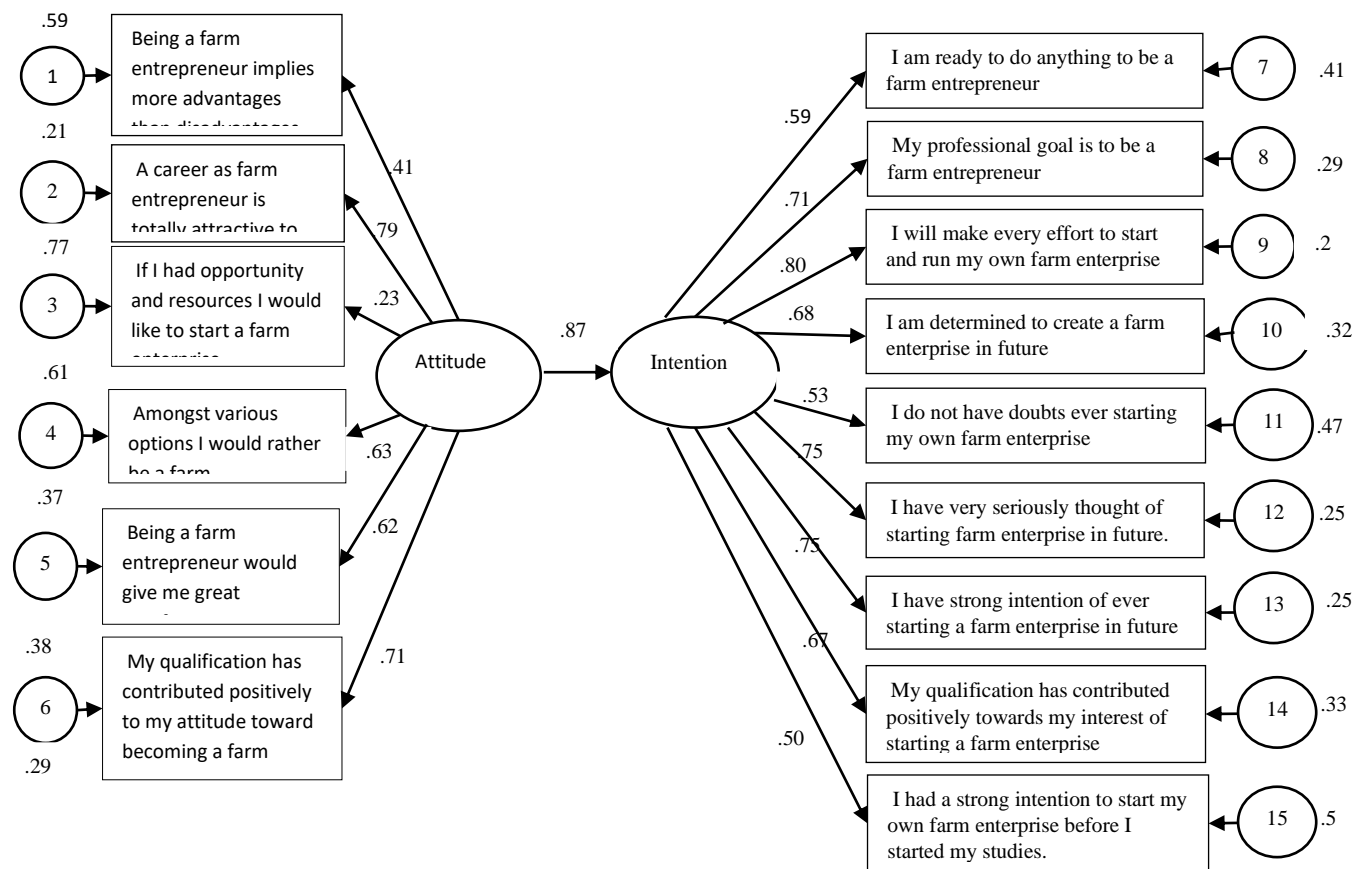 .59
1
Being a farm
entrepreneur implies
more advantages
than disadvantages
.41
.21
2
A career as farm
entrepreneur is
totally attractive to
.79
.77
3
If I had opportunity
and resources I would
like to start a farm
enterprise
.23
.61
4
Amongst various
options I would rather
be a farm
.63
.37
5
Being a farm
entrepreneur would
give me great
.62
.38
6
My qualification has
contributed positively
to my attitude toward
becoming a farm
.71
.29
Attitude
.87
Intention
.59
I am ready to do anything to be a
farm entrepreneur
7
.41
.71
My professional goal is to be a
farm entrepreneur
8
.29
.80
I will make every effort to start
and run my own farm enterprise
9
.2
.68
I am determined to create a farm
enterprise in future
10
.32
.53
I do not have doubts ever starting
my own farm enterprise
11
.47
.75
I have very seriously thought of
starting farm enterprise in future.
12
.25
.75
I have strong intention of ever
starting a farm enterprise in future
13
.25
.67
My qualification has contributed
positively towards my interest of
starting a farm enterprise
14
.33
.50
I had a strong intention to start my
own farm enterprise before I
started my studies.
15
.5